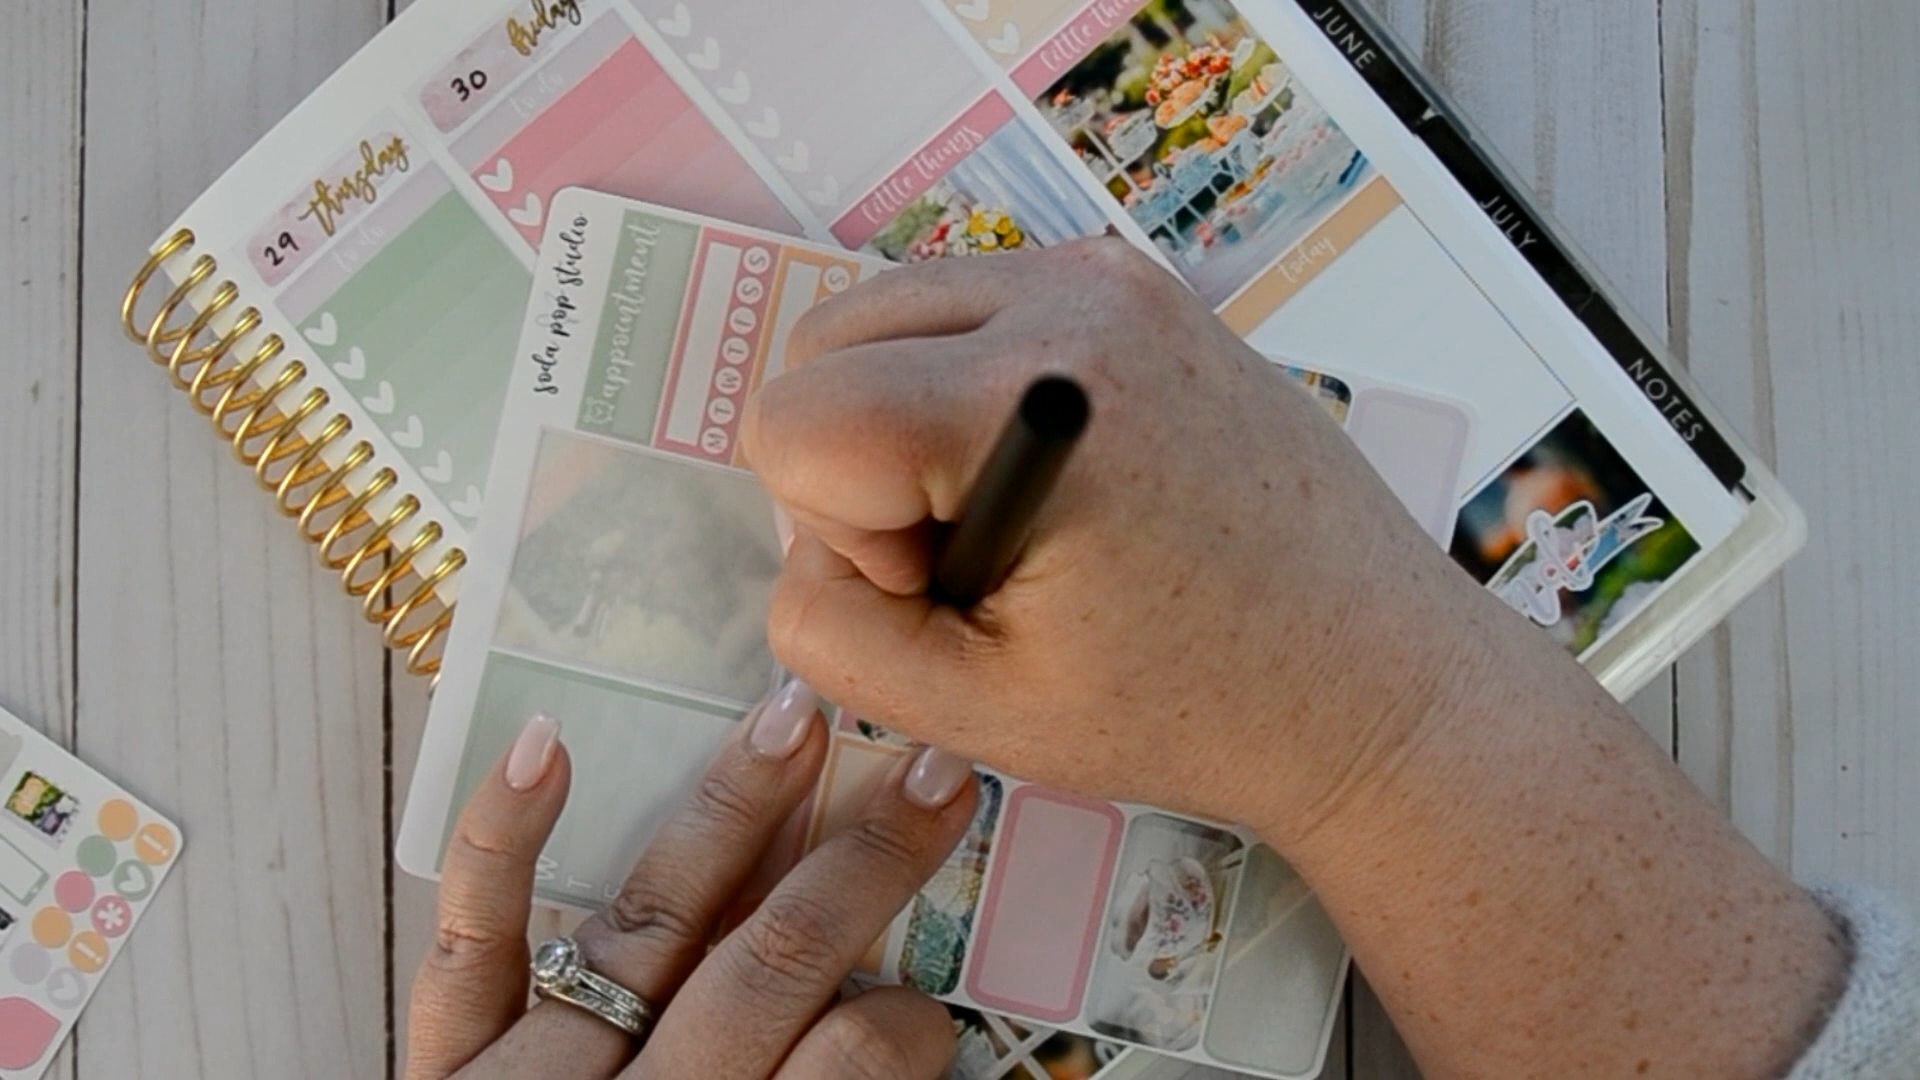 30 friday
to do
29 thursday
to do
little things
little things
today
soda pop studio
appointment
M T W T F S S
S
W T F
JUNE
JULY
NOTES